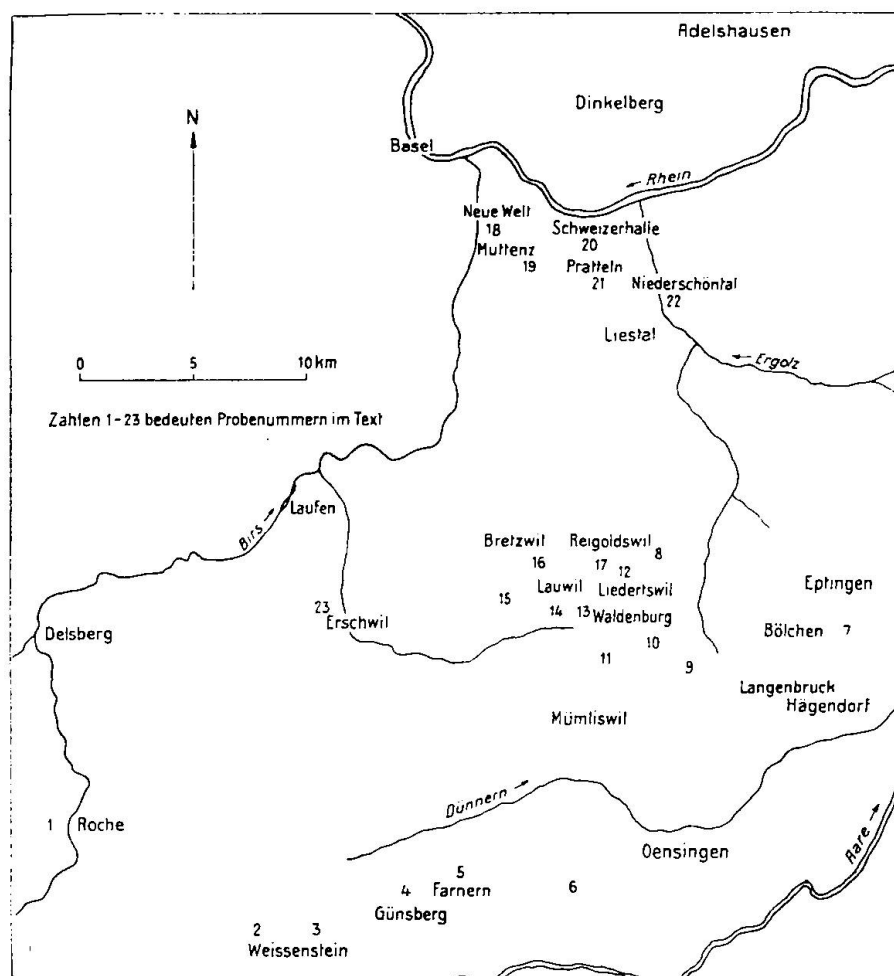 Adelshausen
Dinkelberg
N
Basel
← Rhein
Neue Welt
18
Schweizerhalle
20
Muttenz
19
Pratteln
21
Niederschöntal
22
Liestal
← Ergolz
0 5 10 km
Zahlen 1-23 bedeuten Probenummern im Text
Laufen
Birs →
Bretzwil
16
Reigoldswil
17
8
12
Lauwil
Liedertswil
15
14
13
Waldenburg
Eptingen
23
Erschwil
Delsberg
Bölchen 7
10
11
9
Langenbruck
Hägendorf
Mümliswil
Dünnern →
1 Roche
Oensingen
Aare →
5
4
Farnern
6
Günsberg
2
3
Weissenstein